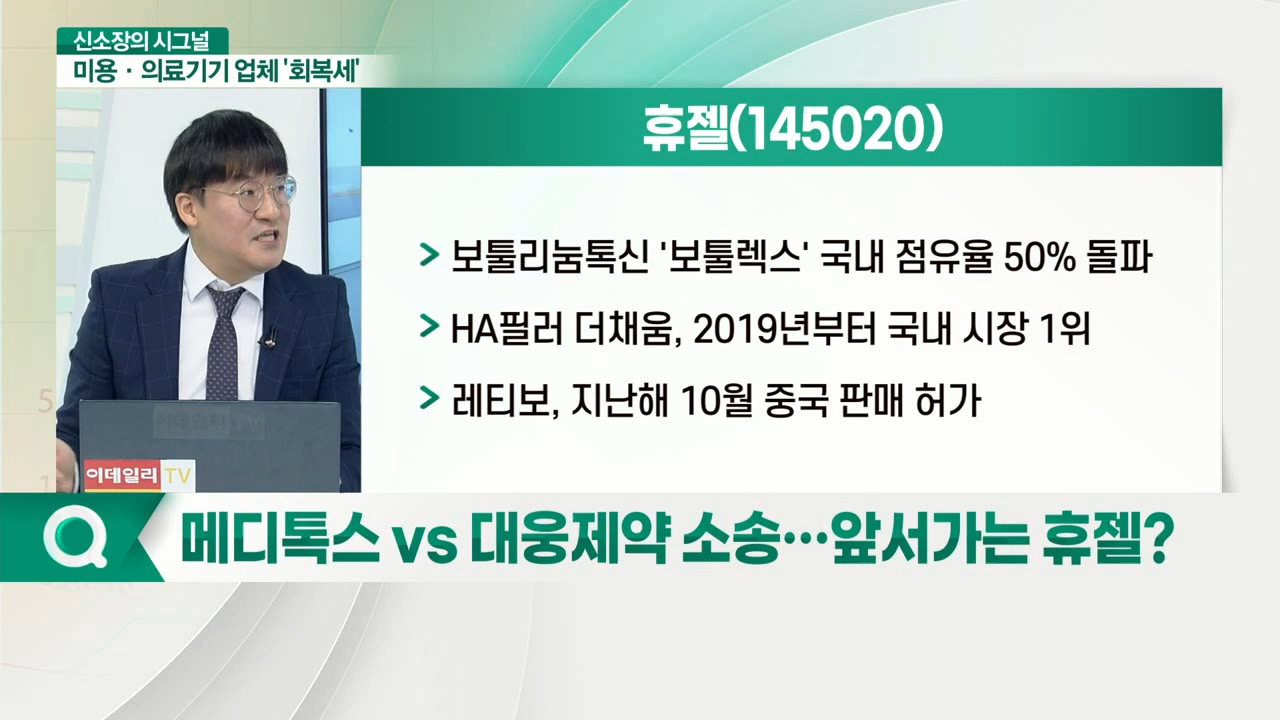 신소장의 시그널
미용·의료기기 업체 '회복세'
휴젤(145020)
> 보툴리눔톡신 '보툴렉스' 국내 점유율 50% 돌파
> HA필러 더채움, 2019년부터 국내 시장 1위
> 레티보, 지난해 10월 중국 판매 허가
이데일리 TV
메디톡스 vs 대웅제약 소송…앞서가는 휴젤?